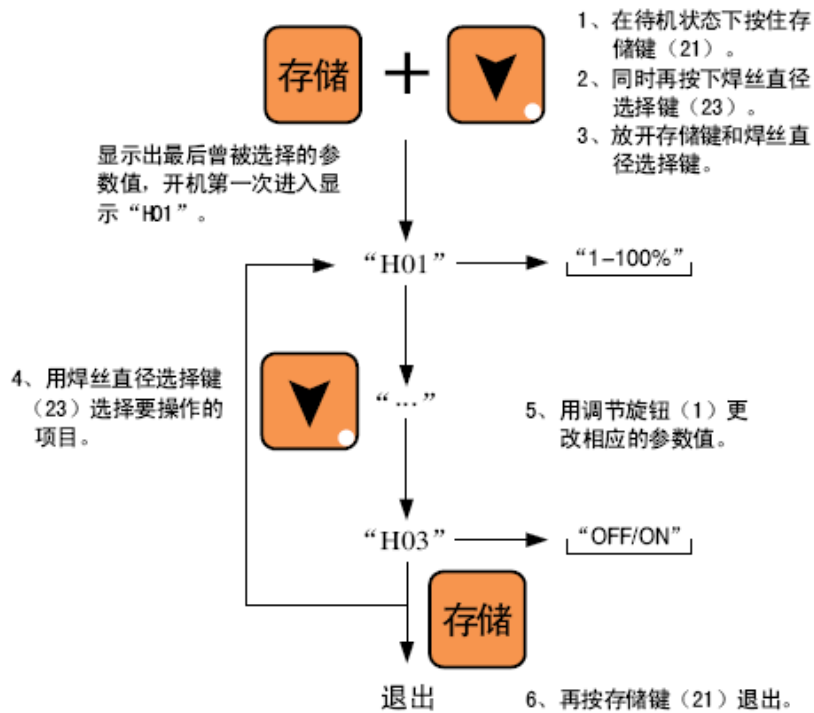 存储
1、在待机状态下按住存
储键（21）。
2、同时再按下焊丝直径
选择键（23）。
3、放开存储键和焊丝直
径选择键。
显示出最后曾被选择的参
数值，开机第一次进入显
示“H01”。
“H01”
“1-100%”
4、用焊丝直径选择键
（23）选择要操作的
项目。
“...”
5、用调节旋钮（1）更
改相应的参数值。
“H03”
“OFF/ON”
存储
退出
6、再按存储键（21）退出。